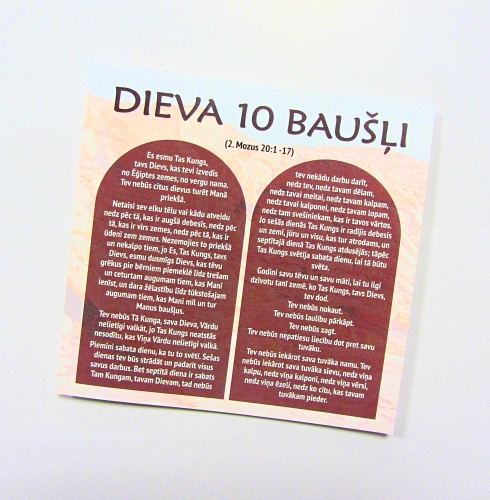 DIEVA 10 BAUŠĻI
(2. Mozus 20:1 -17)
Es esmu Tas Kungs,
tavs Dievs, kas tevi izvedis
no Ēģiptes zemes, no vergu nama.
Tev nebūs citus dievus turēt Manā
priekšā.
Netaisi sev elku tēlu vai kādu atveidu
nedz pēc tā, kas ir augšā debesīs, nedz pēc
tā, kas ir virs zemes, nedz pēc tā, kas ir
ūdenī zem zemes. Nezemojies to priekšā
un nekalpo tiem, jo Es, Tas Kungs, tavs
Dievs, esmu dusmīgs Dievs, kas tēvu
grēkus pie bērniem piemeklē līdz trešam
un ceturtam augumam tiem, kas Mani
ienīst, un dara žēlastību līdz tūkstošajam
augumam tiem, kas Mani mīl un tur
Manus baušļus.
Tev nebūs Tā Kunga, sava Dieva, Vārdu
nelietīgi valkāt, jo Tas Kungs neatstās
nesodītu, kas Viņa Vārdu nelietīgi valkā.
Piemini sabata dienu, ka tu to svētī. Sešas
dienas tev būs strādāt un padarīt visus
savus darbus. Bet septītā diena ir sabats
Tam Kungam, tavam Dievam, tad nebūs
tev nekādu darbu darīt,
nedz tev, nedz tavam dēlam,
nedz tavai meitai, nedz tavam kalpam,
nedz tavai kalponei, nedz tavam lopam,
nedz tam svešiniekam, kas ir tavos vārtos.
Jo sešās dienās Tas Kungs ir radījis debesis
un zemi, jūru un visu, kas tur atrodams, un
septītajā dienā Tas Kungs atdusējās; tāpēc
Tas Kungs svētīja sabata dienu, lai tā būtu
svēta.
Godini savu tēvu un savu māti, lai tu ilgi
dzīvotu tanī zemē, ko Tas Kungs, tavs Dievs,
tev dod.
Tev nebūs nokaut.
Tev nebūs laulību pārkāpt.
Tev nebūs zagt.
Tev nebūs nepatiesu liecību dot pret savu
tuvāku.
Tev nebūs iekārot sava tuvāka namu. Tev
nebūs iekārot sava tuvāka sievu, nedz viņa
kalpu, nedz viņa kalponi, nedz viņa vērsi,
nedz viņa ēzeli, nedz ko citu, kas tavam
tuvākam pieder.